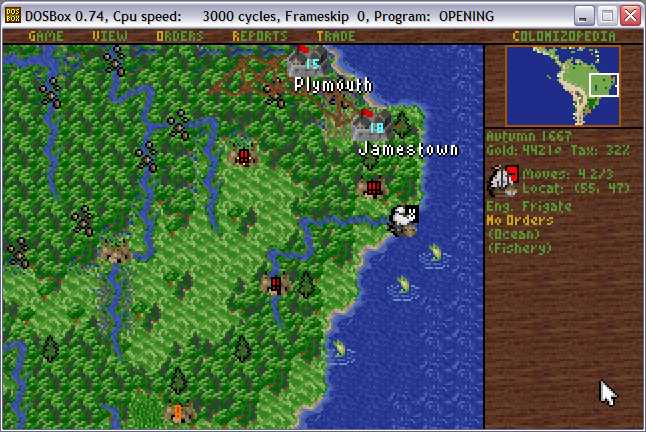 DOSBox 0.74, Cpu speed: 3000 cycles, Frameskip 0, Program: OPENING
GAME VIEW ORDERS REPORTS TRADE COLONIZOPEDIA
15
Plymouth
18
Jamestown
Autumn 1667
Gold: 4421 Tax: 32%
Moves: 4 2/3
Locat: (55, 47)
Eng. Frigate
No Orders
(Ocean)
(Fishery)